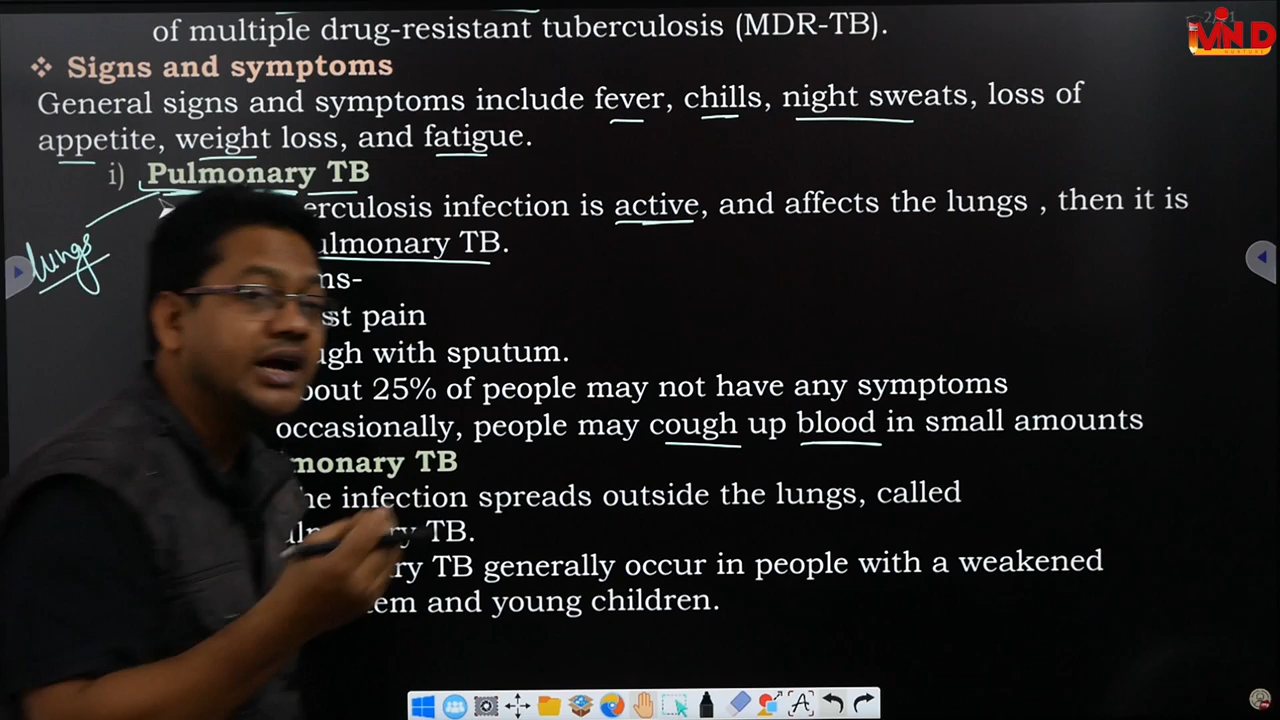 of multiple drug-resistant tuberculosis (MDR-TB).
❖ Signs and symptoms
General signs and symptoms include fever, chills, night sweats, loss of
appetite, weight loss, and fatigue.
i) Pulmonary TB
erculosis infection is active, and affects the lungs , then it is
lungs
ulmonary TB.
ms-
st pain
ugh with sputum.
bout 25% of people may not have any symptoms
occasionally, people may cough up blood in small amounts
monary TB
he infection spreads outside the lungs, called
TB.
ry TB generally occur in people with a weakened
tem and young children.
MIND
NURTURE